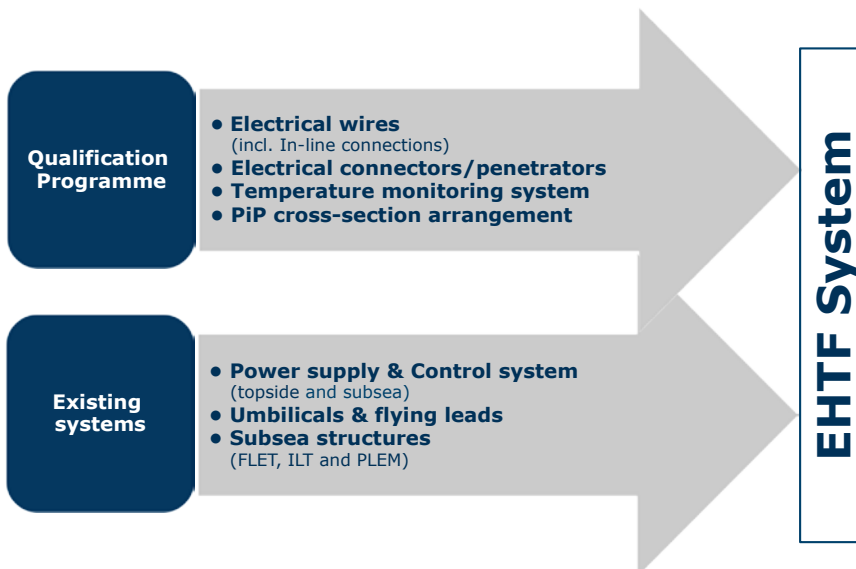 Qualification
Programme
• Electrical wires
(incl. In-line connections)
• Electrical connectors/penetrators
• Temperature monitoring system
• PiP cross-section arrangement
Existing
systems
• Power supply & Control system
(topside and subsea)
• Umbilicals & flying leads
• Subsea structures
(FLET, ILT and PLEM)
EHTF System